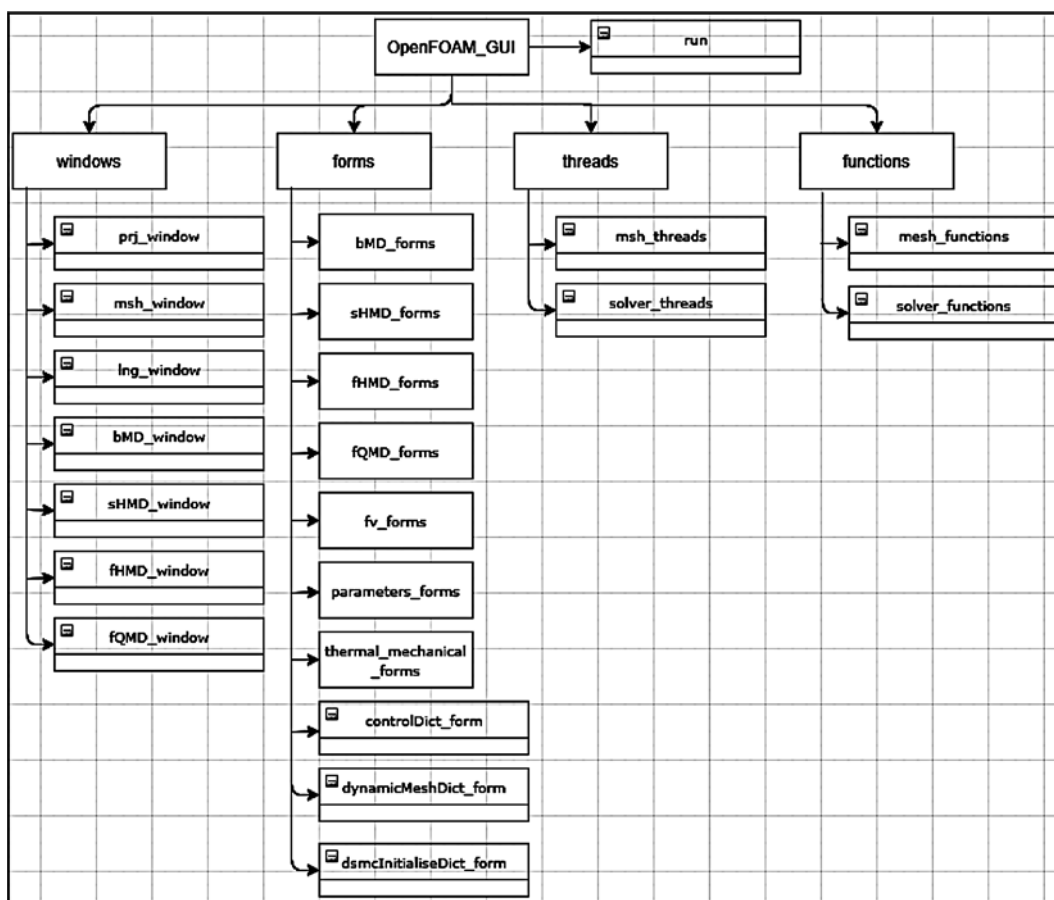 OpenFOAM_GUI
run
windows
forms
threads
functions
prj_window
msh_window
lng_window
bMD_window
sHMD_window
fHMD_window
fQMD_window
bMD_forms
sHMD_forms
fHMD_forms
fQMD_forms
fv_forms
parameters_forms
thermal_mechanical
_forms
controlDict_form
dynamicMeshDict_form
dsmcInitialiseDict_form
msh_threads
solver_threads
mesh_functions
solver_functions